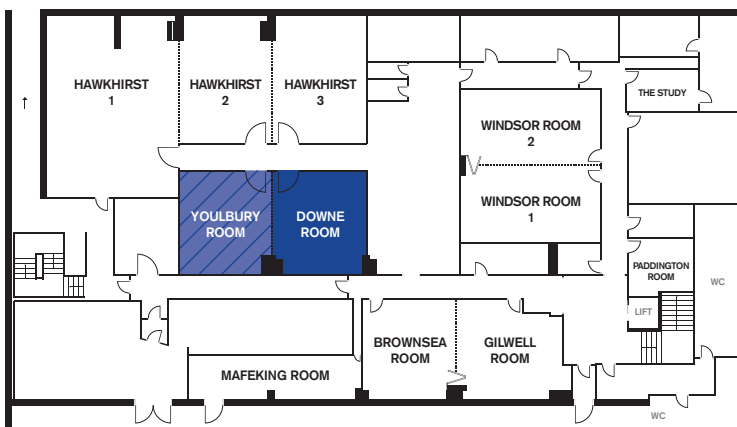 HAWKHIRST
1
HAWKHIRST
2
HAWKHIRST
3
THE STUDY
WINDSOR ROOM
2
WINDSOR ROOM
1
YOULBURY
ROOM
DOWNE
ROOM
PADDINGTON
ROOM
WC
LIFT
BROWNSEA
ROOM
GILWELL
ROOM
MAFEKING ROOM
WC